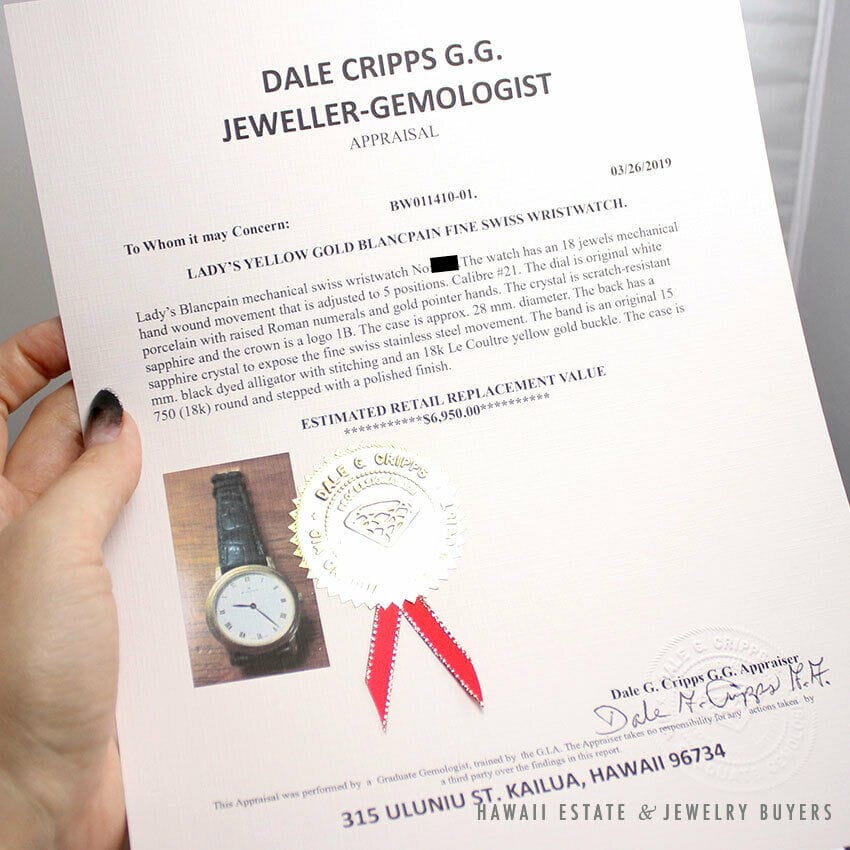 DALE CRIPPS G.G.
JEWELLER-GEMOLOGIST
APPRAISAL
03/26/2019
BW011410-01.
To Whom it may Concern:
LADY'S YELLOW GOLD BLANCPAIN FINE SWISS WRISTWATCH.
Lady's Blancpain mechanical swiss wristwatch No The watch has an 18 jewels mechanical
hand wound movement that is adjusted to 5 positions. Calibre #21. The dial is original white
porcelain with raised Roman numerals and gold pointer hands. The crystal is scratch-resistant
sapphire and the crown is a logo 1B. The case is approx. 28 mm. diameter. The back has a
sapphire crystal to expose the fine swiss stainless steel movement. The band is an original 15
mm. black dyed alligator with stitching and an 18k Le Coultre yellow gold buckle. The case is
750 (18k) round and stepped with a polished finish.
ESTIMATED RETAIL REPLACEMENT VALUE
***********$6,950.00**********
DALE G CRIPPS
DALE G. CRIPPS
Dale G. Cripps G.G. Appraiser
Dale G. Cripps G.G.
This Appraisal was performed by a Graduate Gemologist, trained by the G.I.A. The Appraiser takes no responsibility for any actions taken by
a third party over the findings in this report.
315 ULUNIU ST. KAILUA, HAWAII 96734
HAWAII ESTATE & JEWELRY BUYERS